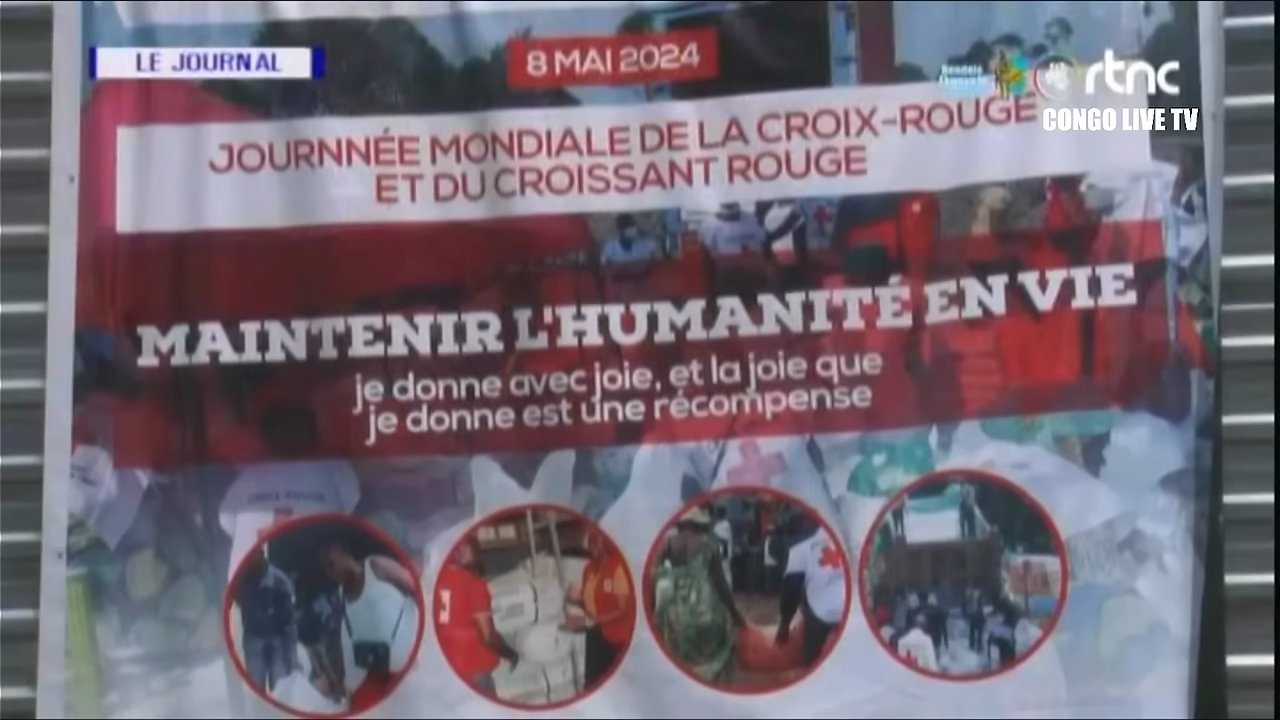 LE JOURNAL
8 MAI 2024
rtnc
CONGO LIVE TV
JOURNNÉE MONDIALE DE LA CROIX-ROUGE
ET DU CROISSANT ROUGE
MAINTENIR L'HUMANITÉ EN VIE
je donne avec joie, et la joie que
je donne est une récompense